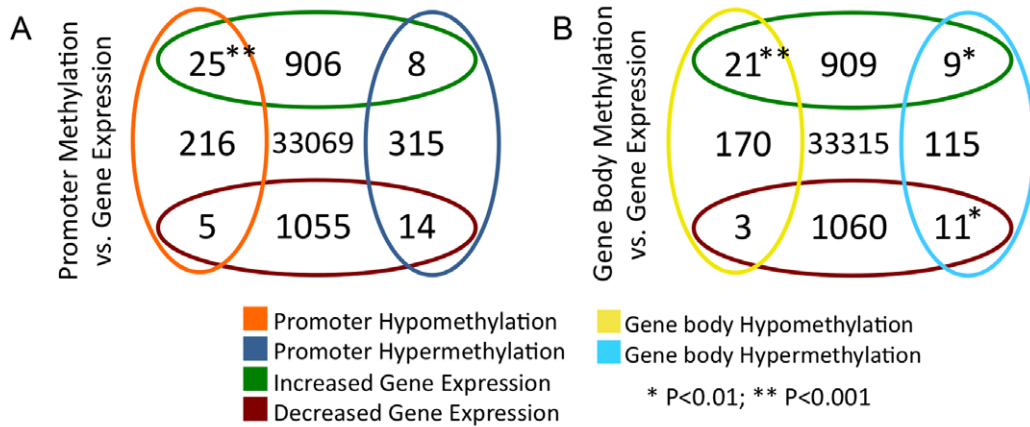 A
Promoter Methylation
vs. Gene Expression
25** 906 8
216 33069 315
5 1055 14
B
Gene Body Methylation
vs. Gene Expression
21** 909 9*
170 33315 115
3 1060 11*
Promoter Hypomethylation
Promoter Hypermethylation
Increased Gene Expression
Decreased Gene Expression
Gene body Hypomethylation
Gene body Hypermethylation
* P<0.01; ** P<0.001